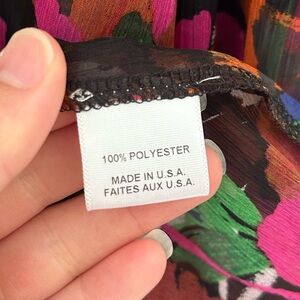 100% POLYESTER
MADE IN U.S.A.
FAITES AUX U.S.A.